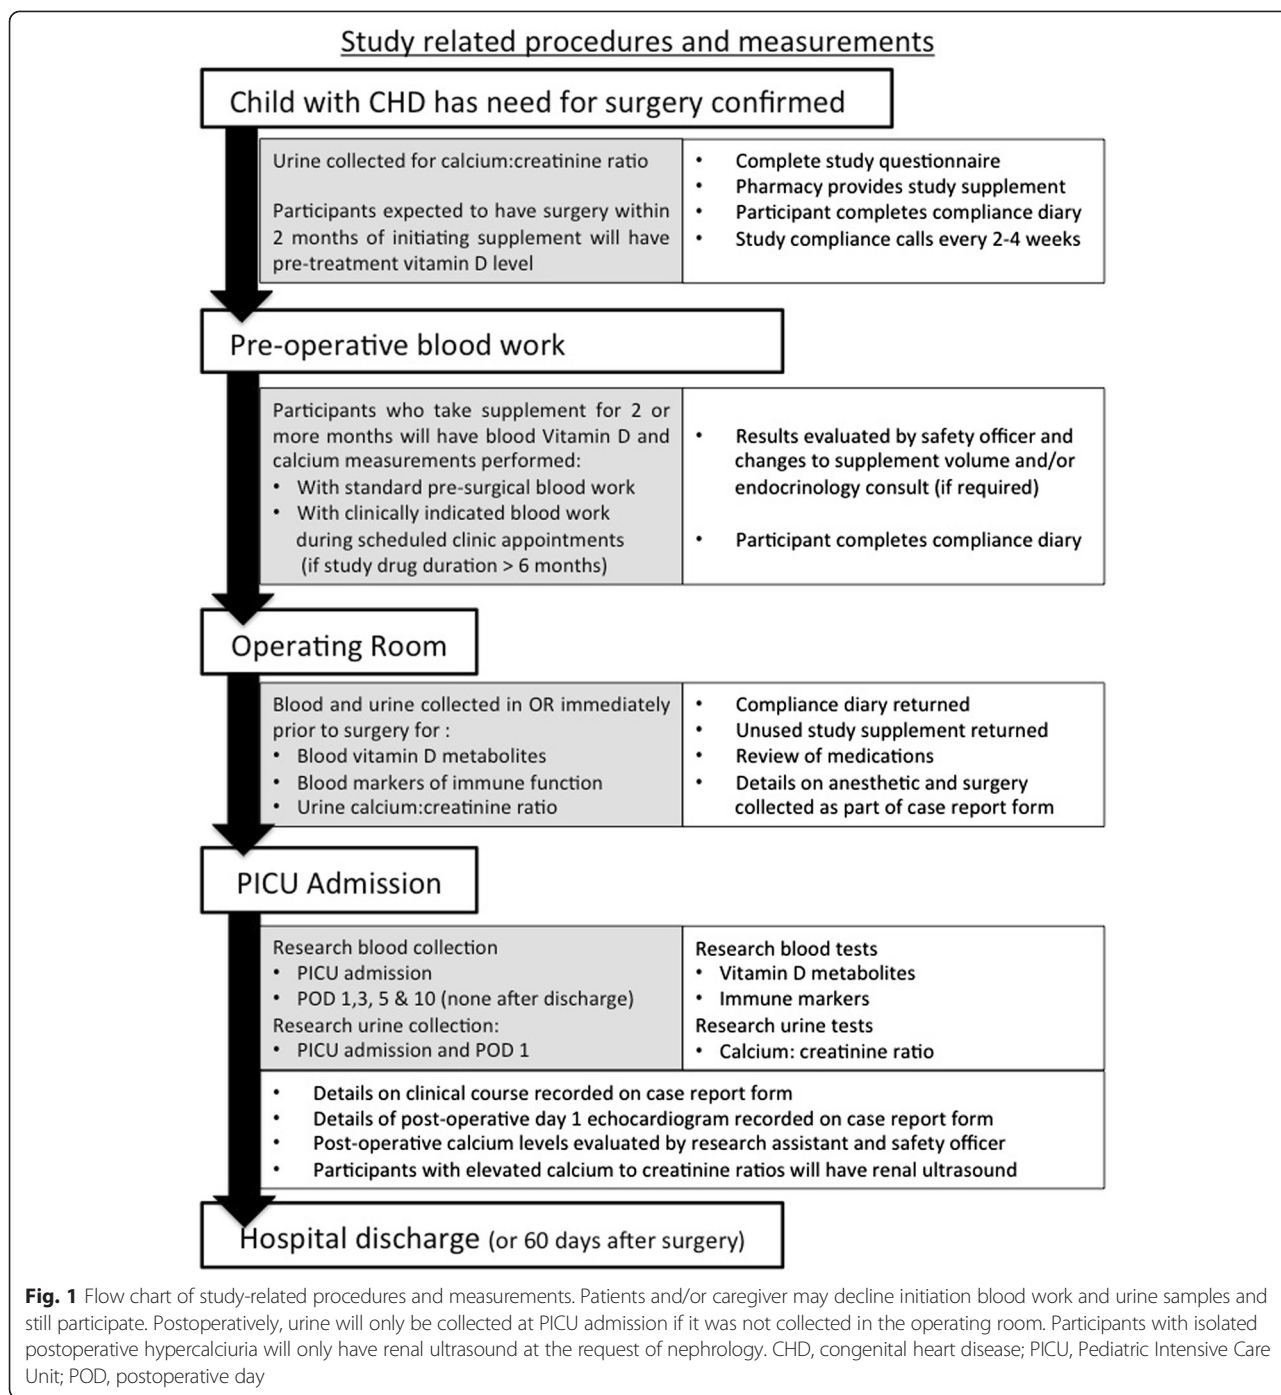 Study related procedures and measurements
Child with CHD has need for surgery confirmed
Urine collected for calcium:creatinine ratio
Participants expected to have surgery within
2 months of initiating supplement will have
pre-treatment vitamin D level
• Complete study questionnaire
• Pharmacy provides study supplement
• Participant completes compliance diary
• Study compliance calls every 2-4 weeks
Pre-operative blood work
Participants who take supplement for 2 or
more months will have blood Vitamin D and
calcium measurements performed:
• With standard pre-surgical blood work
• With clinically indicated blood work
during scheduled clinic appointments
(if study drug duration > 6 months)
• Results evaluated by safety officer and
changes to supplement volume and/or
endocrinology consult (if required)
• Participant completes compliance diary
Operating Room
Blood and urine collected in OR immediately
prior to surgery for :
• Blood vitamin D metabolites
• Blood markers of immune function
• Urine calcium:creatinine ratio
• Compliance diary returned
• Unused study supplement returned
• Review of medications
• Details on anesthetic and surgery
collected as part of case report form
PICU Admission
Research blood collection
• PICU admission
• POD 1,3, 5 & 10 (none after discharge)
Research urine collection:
• PICU admission and POD 1
Research blood tests
• Vitamin D metabolites
• Immune markers
Research urine tests
• Calcium: creatinine ratio
• Details on clinical course recorded on case report form
• Details of post-operative day 1 echocardiogram recorded on case report form
• Post-operative calcium levels evaluated by research assistant and safety officer
• Participants with elevated calcium to creatinine ratios will have renal ultrasound
Hospital discharge (or 60 days after surgery)
Fig. 1 Flow chart of study-related procedures and measurements. Patients and/or caregiver may decline initiation blood work and urine samples and
still participate. Postoperatively, urine will only be collected at PICU admission if it was not collected in the operating room. Participants with isolated
postoperative hypercalciuria will only have renal ultrasound at the request of nephrology. CHD, congenital heart disease; PICU, Pediatric Intensive Care
Unit; POD, postoperative day